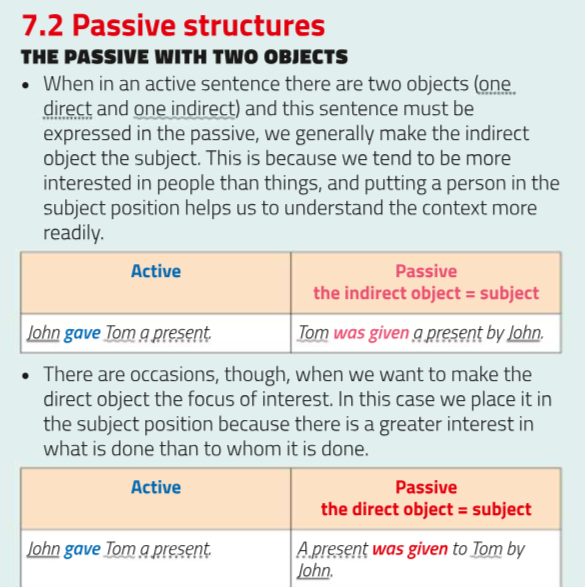 7.2 Passive structures
THE PASSIVE WITH TWO OBJECTS
• When in an active sentence there are two objects (one
direct and one indirect) and this sentence must be
expressed in the passive, we generally make the indirect
object the subject. This is because we tend to be more
interested in people than things, and putting a person in the
subject position helps us to understand the context more
readily.
Active
Passive
the indirect object = subject
John gave Tom a present.
Tom was given a present by John.
• There are occasions, though, when we want to make the
direct object the focus of interest. In this case we place it in
the subject position because there is a greater interest in
what is done than to whom it is done.
Active
Passive
the direct object = subject
John gave Tom a present.
A present was given to Tom by
John.